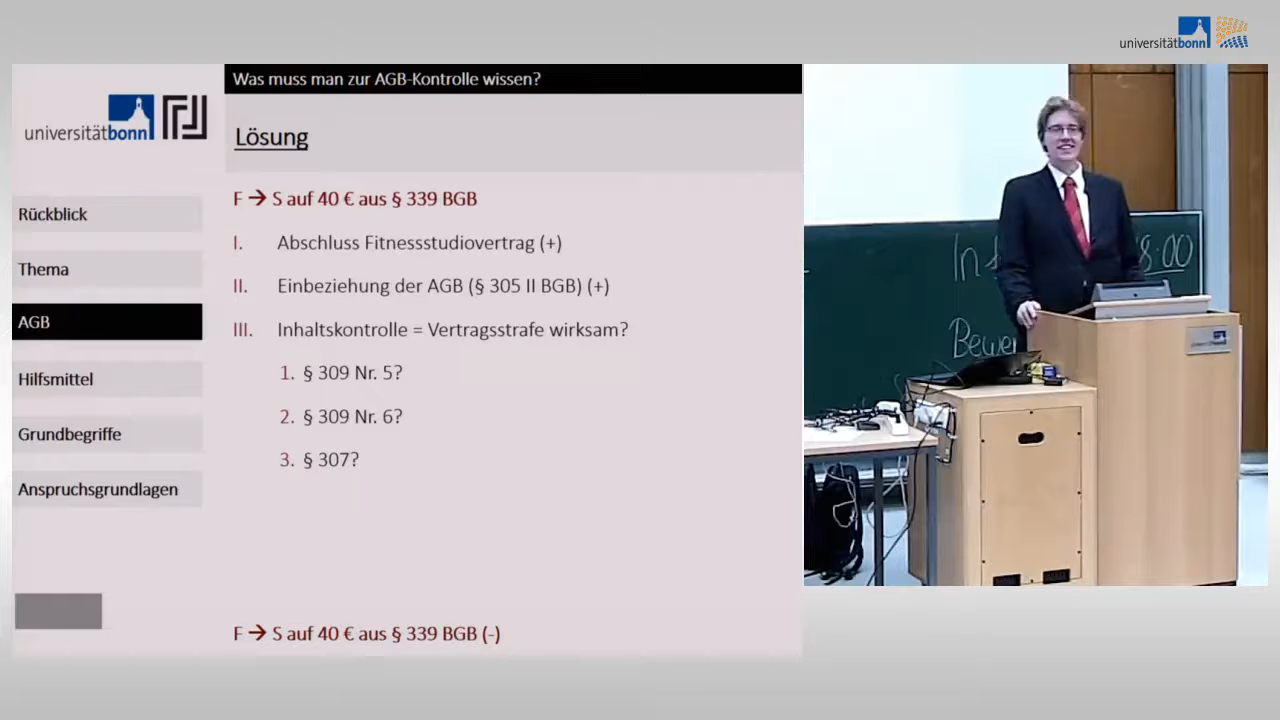 universitätbonn
Was muss man zur AGB-Kontrolle wissen?
universitätbonn
Lösung
Rückblick
Thema
AGB
Hilfsmittel
Grundbegriffe
Anspruchsgrundlagen
F → S auf 40 € aus § 339 BGB
I. Abschluss Fitnessstudiovertrag (+)
II. Einbeziehung der AGB (§ 305 II BGB) (+)
III. Inhaltskontrolle = Vertragsstrafe wirksam?
1. § 309 Nr. 5?
2. § 309 Nr. 6?
3. § 307?
F → S auf 40 € aus § 339 BGB (-)
8:00